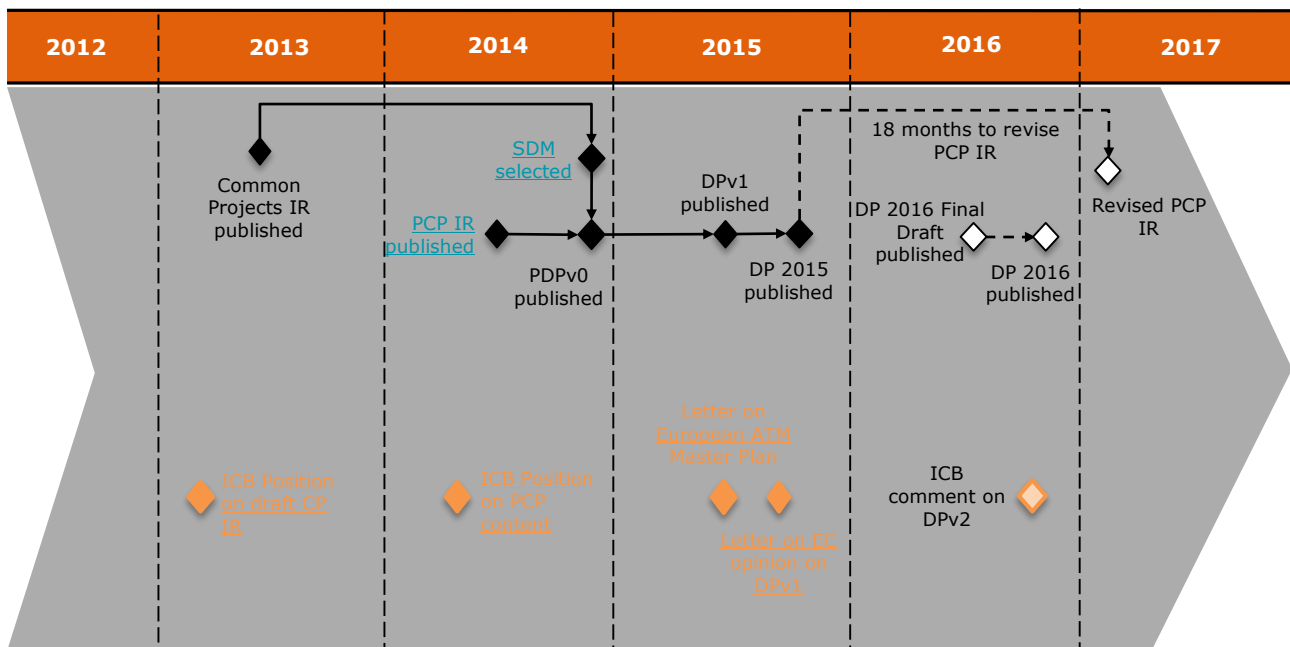 2012
2013
2014
2015
2016
2017
Common
Projects IR
published
SDM
selected
PCP IR
published
PDPv0
published
DPv1
published
DP 2015
published
18 months to revise
PCP IR
DP 2016 Final
Draft
published
DP 2016
published
Revised PCP
IR
ICB Position
on draft CP
IR
ICB Position
on PCP
content
Letter on
European ATM
Master Plan
Letter on EC
opinion on
DPv1
ICB
comment on
DPv2